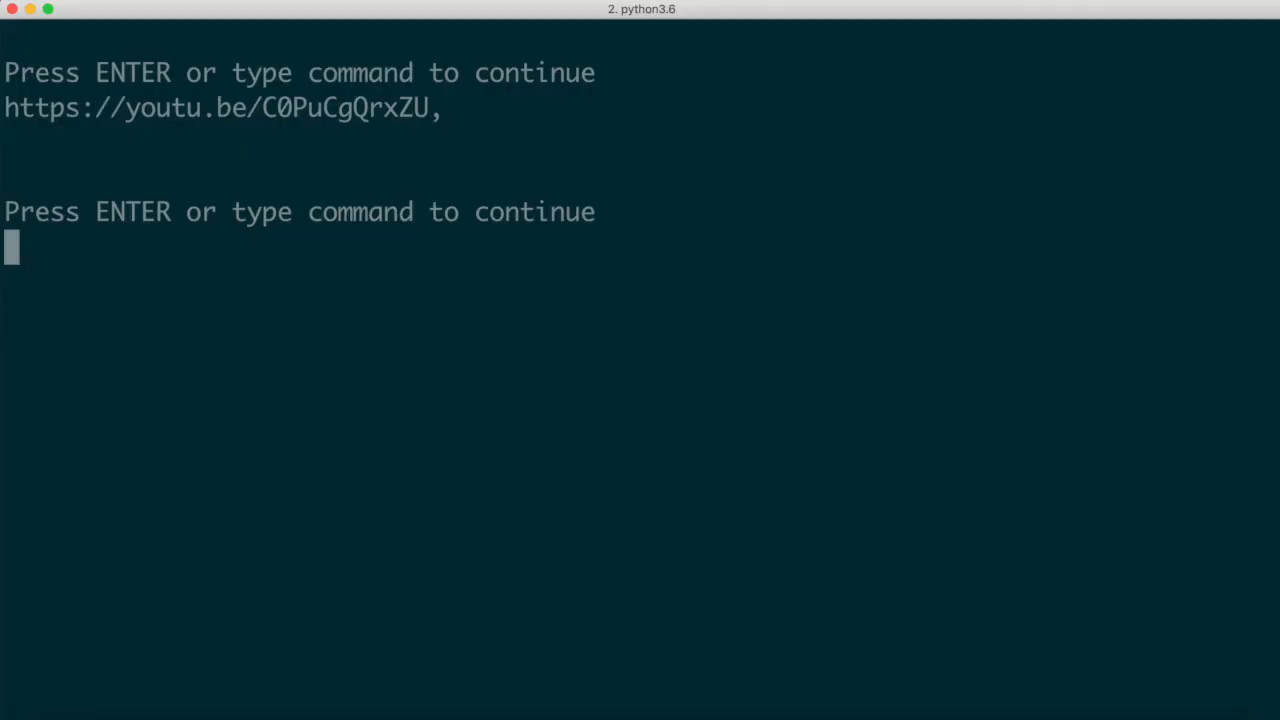 2. python3.6
Press ENTER or type command to continue
https://youtu.be/C0PuCgQrxZU,
Press ENTER or type command to continue